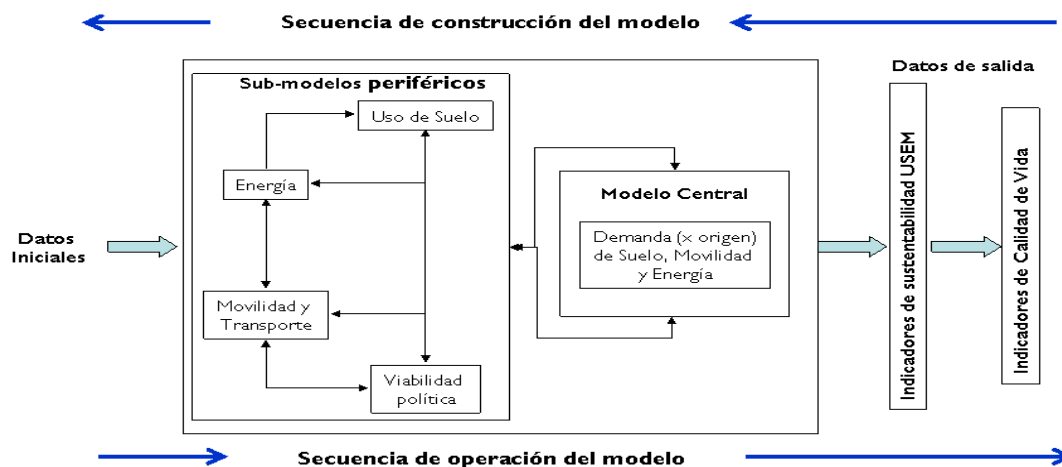 Secuencia de construcción del modelo
Datos de salida
Sub-modelos periféricos
Uso de Suelo
Energía
Modelo Central
Demanda (x origen)
de Suelo, Movilidad
y Energía
Datos
Iniciales
Movilidad y
Transporte
Viabilidad
política
Indicadores de sustentabilidad USEM
Indicadores de Calidad de Vida
Secuencia de operación del modelo